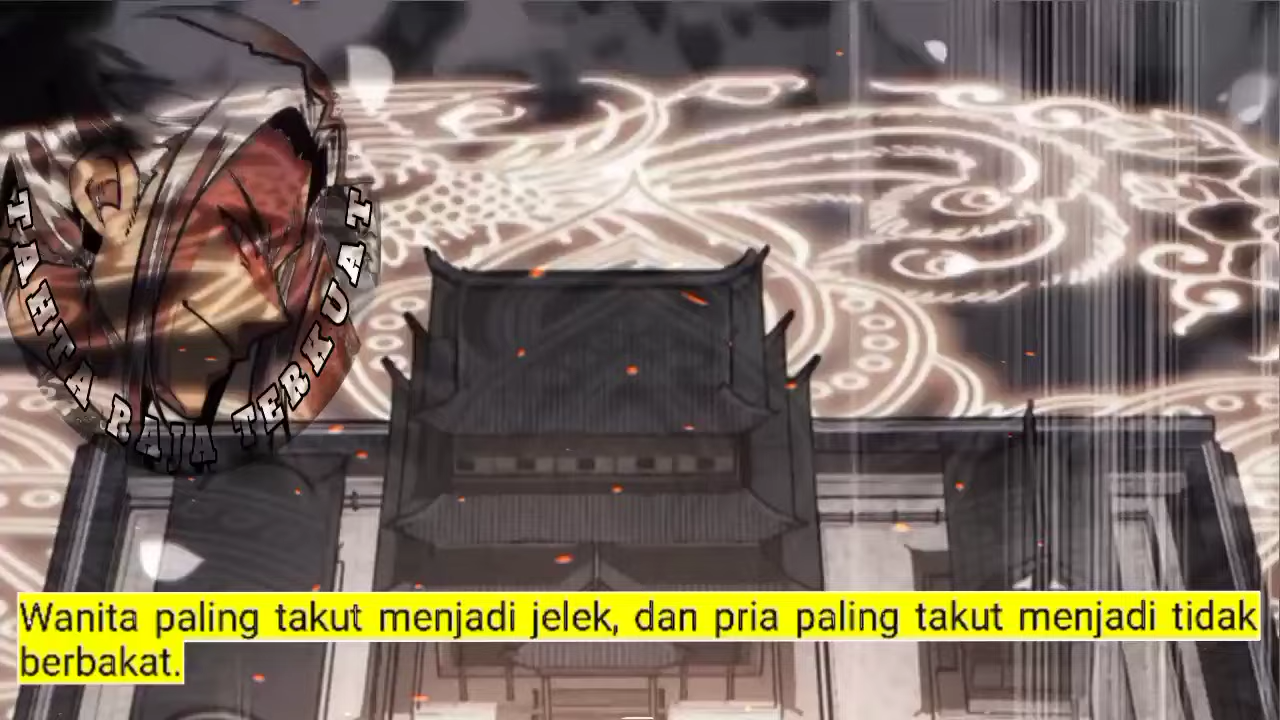 TAHTA RAJA TERKUAT
Wanita paling takut menjadi jelek, dan pria paling takut menjadi tidak
berbakat.